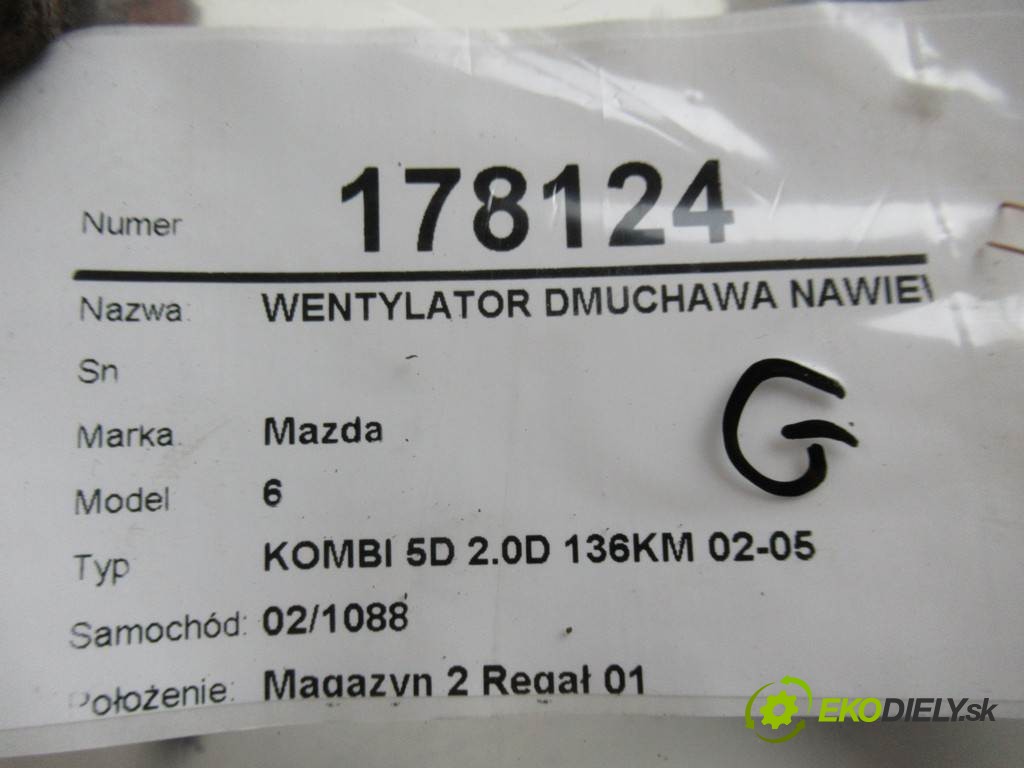 Numer 178124
Nazwa: WENTYLATOR DMUCHAWA
Sn
Marka. Mazda
G
Model 6
Typ KOMBI 5D 2.0D 136KM 02-05
Samochód: 02/1088
Położenie: Magazyn 2 Regał 01
EKODIELY.sk